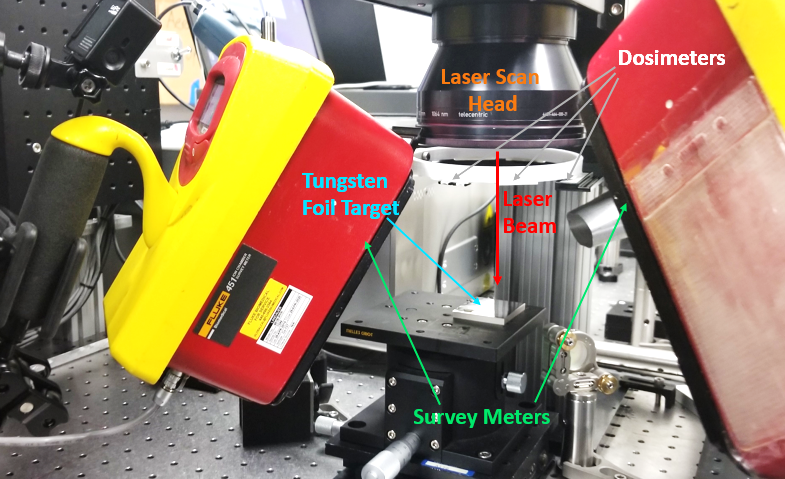 Laser Scan
Head
Dosimeters
telecentric
Tungsten
Foil Target
Laser
Beam
FLUKE 451
Survey Meters